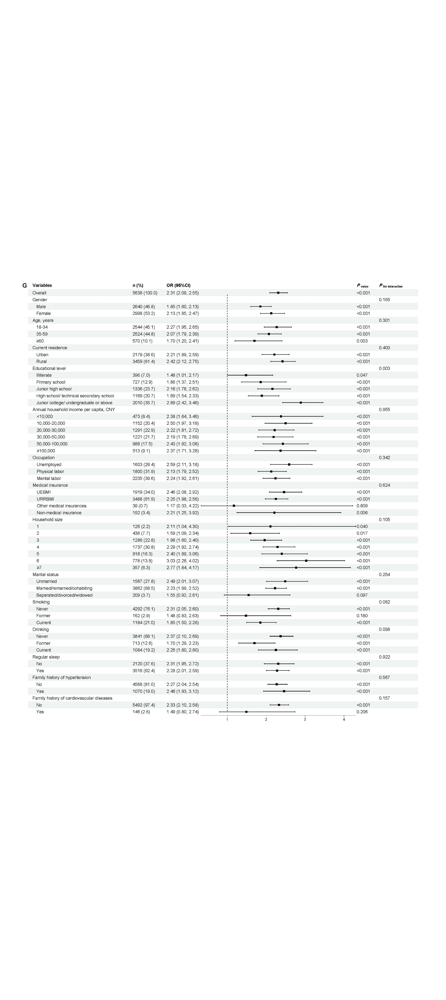 G Variables n (%) OR (95%CI) P value P for interaction
Overall 5638 (100.0) 2.31 (2.09, 2.55) <0.001
Gender 0.165
Male 2640 (46.8) 1.85 (1.60, 2.13) <0.001
Female 2998 (53.2) 2.13 (1.85, 2.47) <0.001
Age, years 0.301
18-34 2544 (45.1) 2.27 (1.95, 2.65) <0.001
35-59 2524 (44.8) 2.07 (1.79, 2.39) <0.001
≥60 570 (10.1) 1.70 (1.20, 2.41) 0.003
Current residence 0.400
Urban 2179 (38.6) 2.21 (1.89, 2.59) <0.001
Rural 3459 (61.4) 2.42 (2.12, 2.75) <0.001
Educational level 0.003
Illiterate 396 (7.0) 1.48 (1.01, 2.17) 0.047
Primary school 727 (12.9) 1.86 (1.37, 2.51) <0.001
Junior high school 1336 (23.7) 2.16 (1.78, 2.62) <0.001
High school/ technical secondary school 1169 (20.7) 1.89 (1.54, 2.33) <0.001
Junior college/ undergraduate or above 2010 (35.7) 2.89 (2.42, 3.46) <0.001
Annual household income per capita, CNY 0.955
<10,000 473 (8.4) 2.38 (1.64, 3.46) <0.001
10,000-20,000 1152 (20.4) 2.50 (1.97, 3.18) <0.001
20,000-30,000 1291 (22.9) 2.22 (1.81, 2.72) <0.001
30,000-50,000 1221 (21.7) 2.19 (1.78, 2.69) <0.001
50,000-100,000 988 (17.5) 2.43 (1.92, 3.08) <0.001
≥100,000 513 (9.1) 2.37 (1.71, 3.28) <0.001
Occupation 0.342
Unemployed 1603 (28.4) 2.59 (2.11, 3.18) <0.001
Physical labor 1800 (31.9) 2.13 (1.79, 2.52) <0.001
Mental labor 2235 (39.6) 2.24 (1.92, 2.61) <0.001
Medical insurance 0.624
UEBMI 1919 (34.0) 2.46 (2.08, 2.92) <0.001
URRBMI 3488 (61.9) 2.25 (1.98, 2.56) <0.001
Other medical insurances 39 (0.7) 1.17 (0.33, 4.22) 0.809
Non-medical insurance 192 (3.4) 2.21 (1.25, 3.92) 0.006
Household size 0.105
1 126 (2.2) 2.11 (1.04, 4.30) 0.040
2 436 (7.7) 1.59 (1.09, 2.34) 0.017
3 1286 (22.8) 1.96 (1.60, 2.40) <0.001
4 1737 (30.8) 2.29 (1.92, 2.74) <0.001
5 918 (16.3) 2.40 (1.89, 3.06) <0.001
6 778 (13.8) 3.03 (2.28, 4.02) <0.001
≥7 357 (6.3) 2.77 (1.84, 4.17) <0.001
Marital status 0.254
Unmarried 1567 (27.8) 2.49 (2.01, 3.07) <0.001
Married/remarried/cohabiting 3862 (68.5) 2.23 (1.99, 2.52) <0.001
Separated/divorced/widowed 209 (3.7) 1.55 (0.92, 2.61) 0.097
Smoking 0.082
Never 4292 (76.1) 2.31 (2.05, 2.60) <0.001
Former 162 (2.9) 1.48 (0.83, 2.63) 0.180
Current 1184 (21.0) 1.85 (1.50, 2.26) <0.001
Drinking 0.098
Never 3841 (68.1) 2.37 (2.10, 2.69) <0.001
Former 713 (12.6) 1.70 (1.29, 2.23) <0.001
Current 1084 (19.2) 2.25 (1.80, 2.80) <0.001
Regular sleep 0.922
No 2120 (37.6) 2.31 (1.95, 2.72) <0.001
Yes 3518 (62.4) 2.28 (2.01, 2.59) <0.001
Family history of hypertension 0.567
No 4568 (81.0) 2.27 (2.04, 2.54) <0.001
Yes 1070 (19.0) 2.46 (1.93, 3.12) <0.001
Family history of cardiovascular diseases 0.157
No 5492 (97.4) 2.33 (2.10, 2.58) <0.001
Yes 146 (2.6) 1.49 (0.80, 2.74) 0.206
1 2 3 4